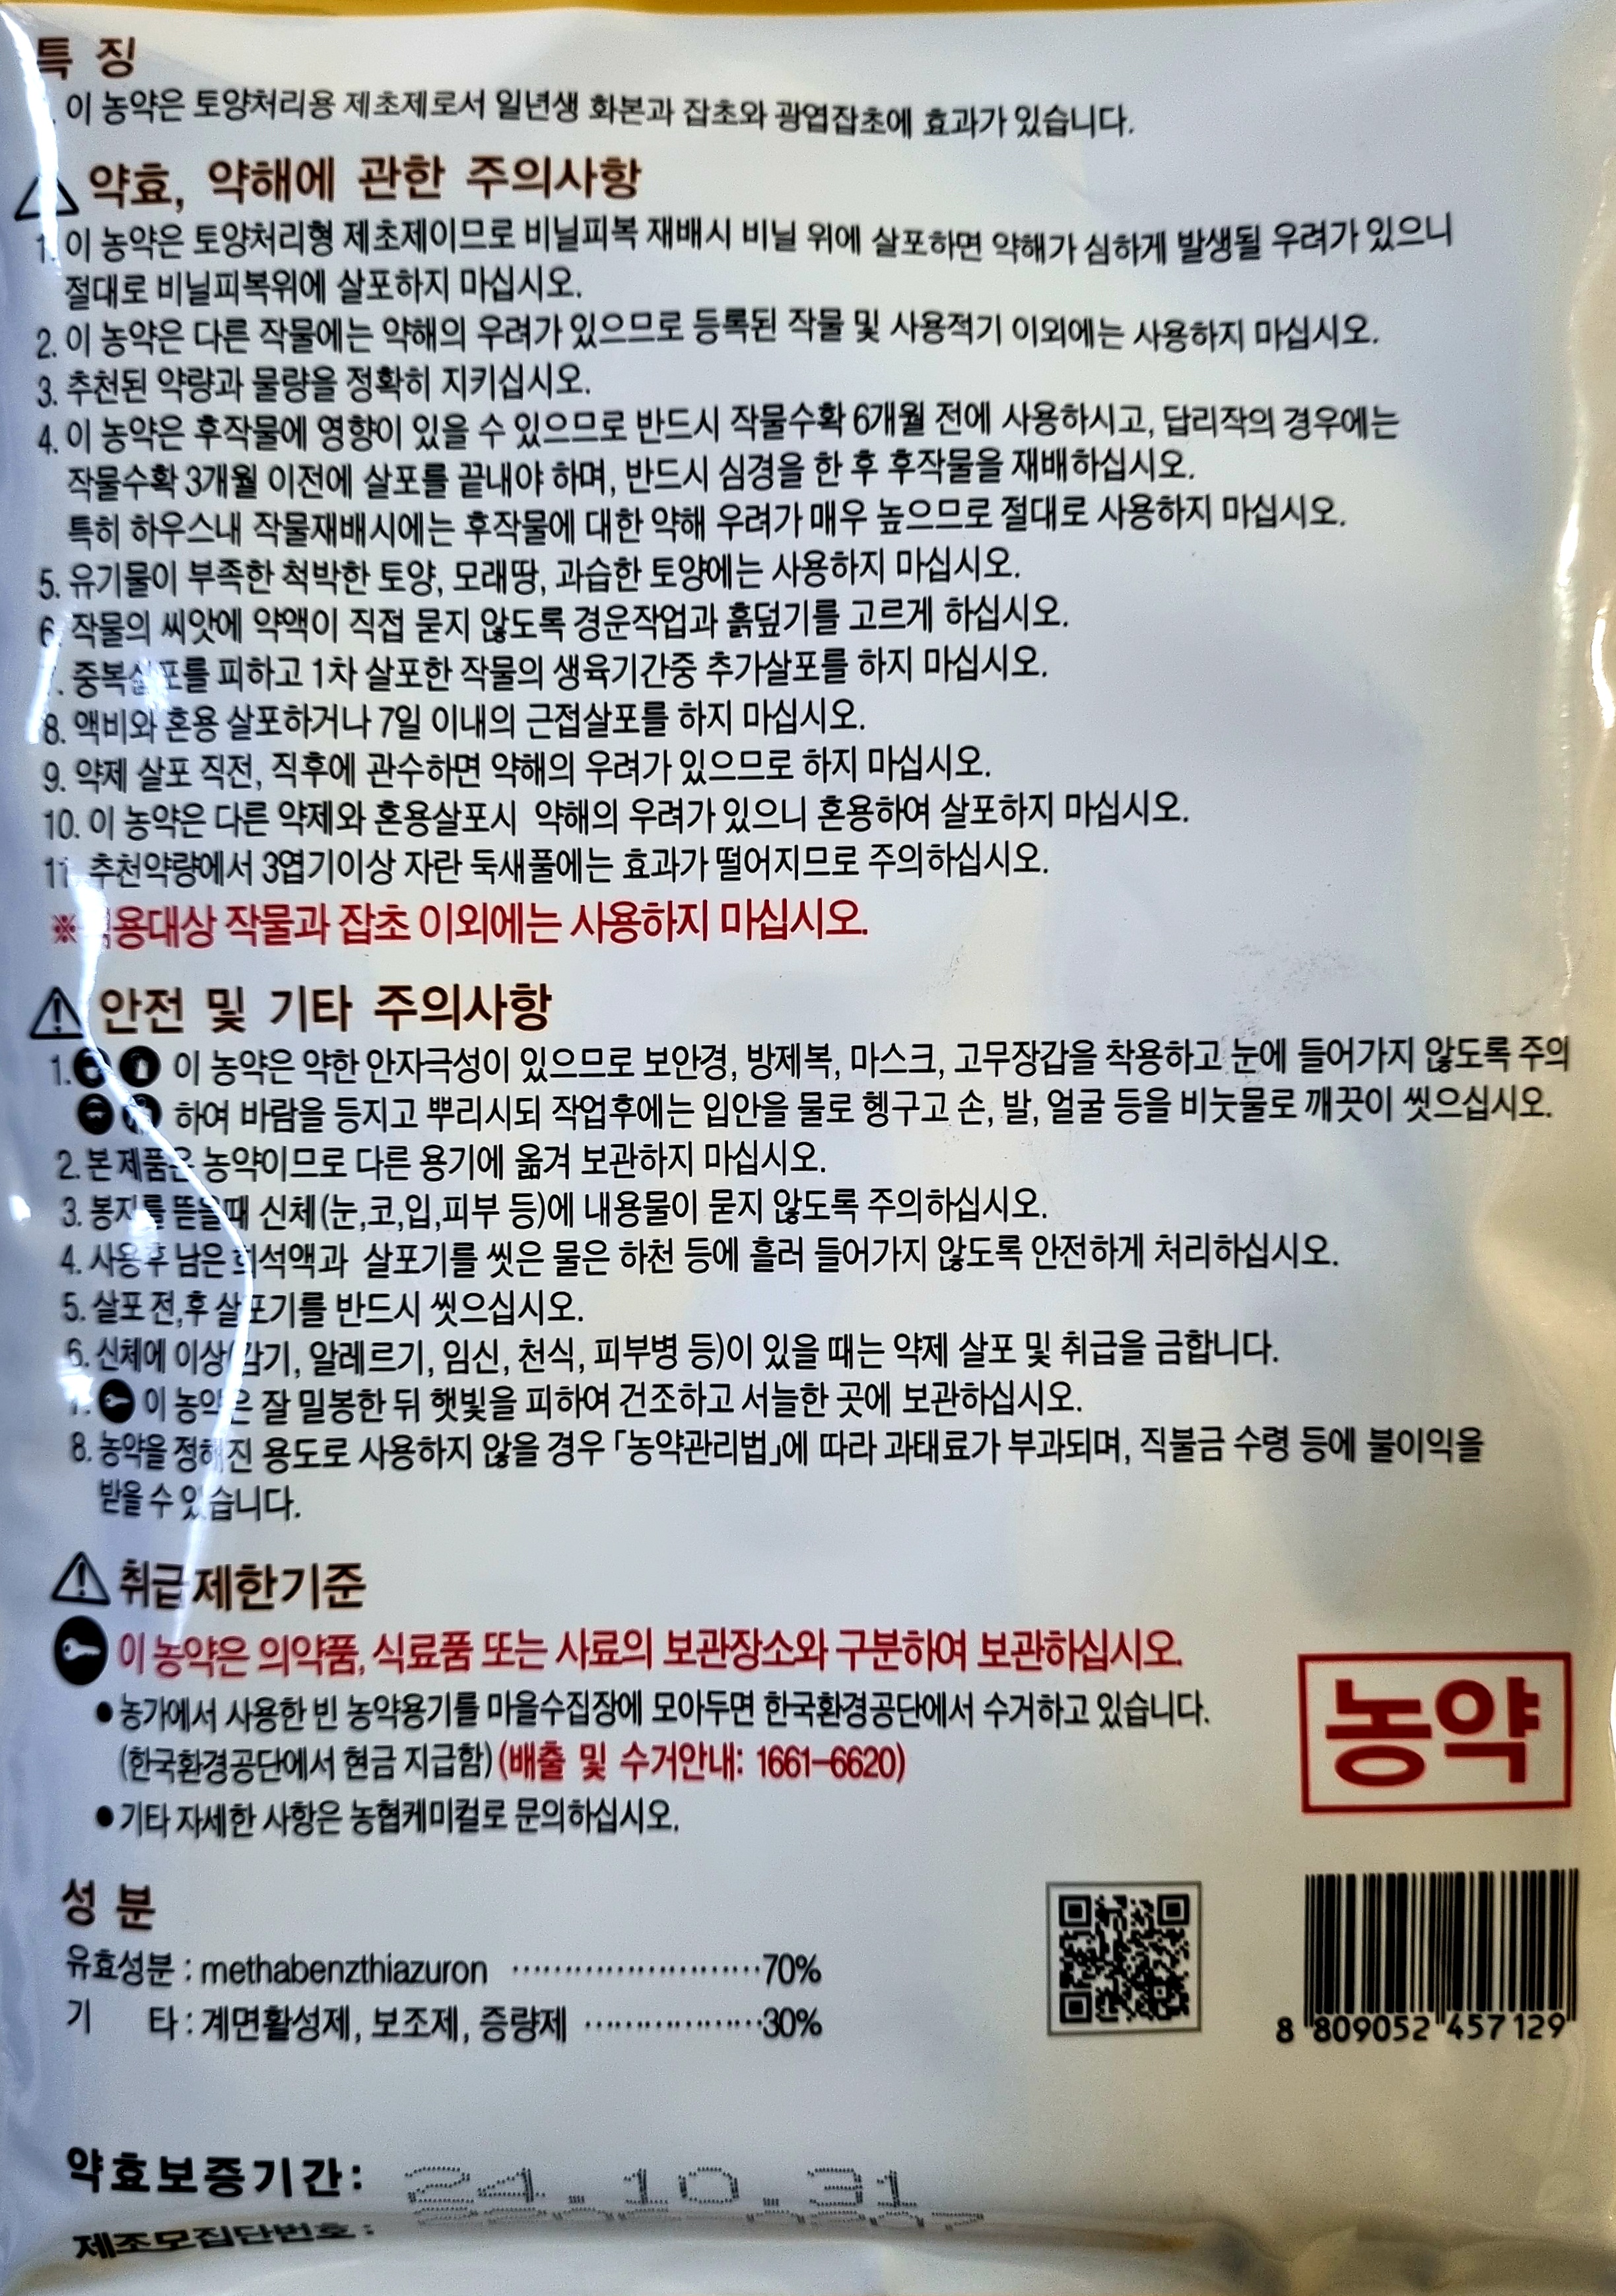 특 징
이 농약은 토양처리용 제초제로서 일년생 화본과 잡초와 광엽잡초에 효과가 있습니다.
약효, 약해에 관한 주의사항
1. 이 농약은 토양처리형 제초제이므로 비닐피복 재배시 비닐 위에 살포하면 약해가 심하게 발생될 우려가 있으니
절대로 비닐피복위에 살포하지 마십시오.
2. 이 농약은 다른 작물에는 약해의 우려가 있으므로 등록된 작물 및 사용적기 이외에는 사용하지 마십시오.
3. 추천된 약량과 물량을 정확히 지키십시오.
4. 이 농약은 후작물에 영향이 있을 수 있으므로 반드시 작물수확 6개월 전에 사용하시고, 답리작의 경우에는
작물수확 3개월 이전에 살포를 끝내야 하며, 반드시 심경을 한 후 후작물을 재배하십시오.
특히 하우스내 작물재배시에는 후작물에 대한 약해 우려가 매우 높으므로 절대로 사용하지 마십시오.
5. 유기물이 부족한 척박한 토양, 모래땅, 과습한 토양에는 사용하지 마십시오.
6. 작물의 씨앗에 약액이 직접 묻지 않도록 경운작업과 흙덮기를 고르게 하십시오.
7. 중복살포를 피하고 1차 살포한 작물의 생육기간중 추가살포를 하지 마십시오.
8. 액비와 혼용 살포하거나 7일 이내의 근접살포를 하지 마십시오.
9. 약제 살포 직전, 직후에 관수하면 약해의 우려가 있으므로 하지 마십시오.
10. 이 농약은 다른 약제와 혼용살포시 약해의 우려가 있으니 혼용하여 살포하지 마십시오.
11. 추천약량에서 3엽기이상 자란 둑새풀에는 효과가 떨어지므로 주의하십시오.
※적용대상 작물과 잡초 이외에는 사용하지 마십시오.
안전 및 기타 주의사항
1. 이 농약은 약한 안자극성이 있으므로 보안경, 방제복, 마스크, 고무장갑을 착용하고 눈에 들어가지 않도록 주의
하여 바람을 등지고 뿌리시되 작업후에는 입안을 물로 헹구고 손, 발, 얼굴 등을 비눗물로 깨끗이 씻으십시오.
2. 본 제품은 농약이므로 다른 용기에 옮겨 보관하지 마십시오.
3. 봉지를 뜯을때 신체(눈,코,입,피부 등)에 내용물이 묻지 않도록 주의하십시오.
4. 사용후 남은 희석액과 살포기를 씻은 물은 하천 등에 흘러 들어가지 않도록 안전하게 처리하십시오.
5. 살포 전,후 살포기를 반드시 씻으십시오.
6. 신체에 이상(감기, 알레르기, 임신, 천식, 피부병 등)이 있을 때는 약제 살포 및 취급을 금합니다.
7. 이 농약은 잘 밀봉한 뒤 햇빛을 피하여 건조하고 서늘한 곳에 보관하십시오.
8. 농약을 정해진 용도로 사용하지 않을 경우 「농약관리법」에 따라 과태료가 부과되며, 직불금 수령 등에 불이익을
받을 수 있습니다.
취급제한기준
이 농약은 의약품, 식료품 또는 사료의 보관장소와 구분하여 보관하십시오.
● 농가에서 사용한 빈 농약용기를 마을수집장에 모아두면 한국환경공단에서 수거하고 있습니다.
(한국환경공단에서 현금 지급함) (배출 및 수거안내: 1661-6620)
● 기타 자세한 사항은 농협케미컬로 문의하십시오.
농약
성 분
유효성분 : methabenzthiazuron ························70%
기 타 : 계면활성제, 보조제, 증량제 ··················30%
8 809052 457129
약효보증기간: 24.10.31
제조모집단번호: